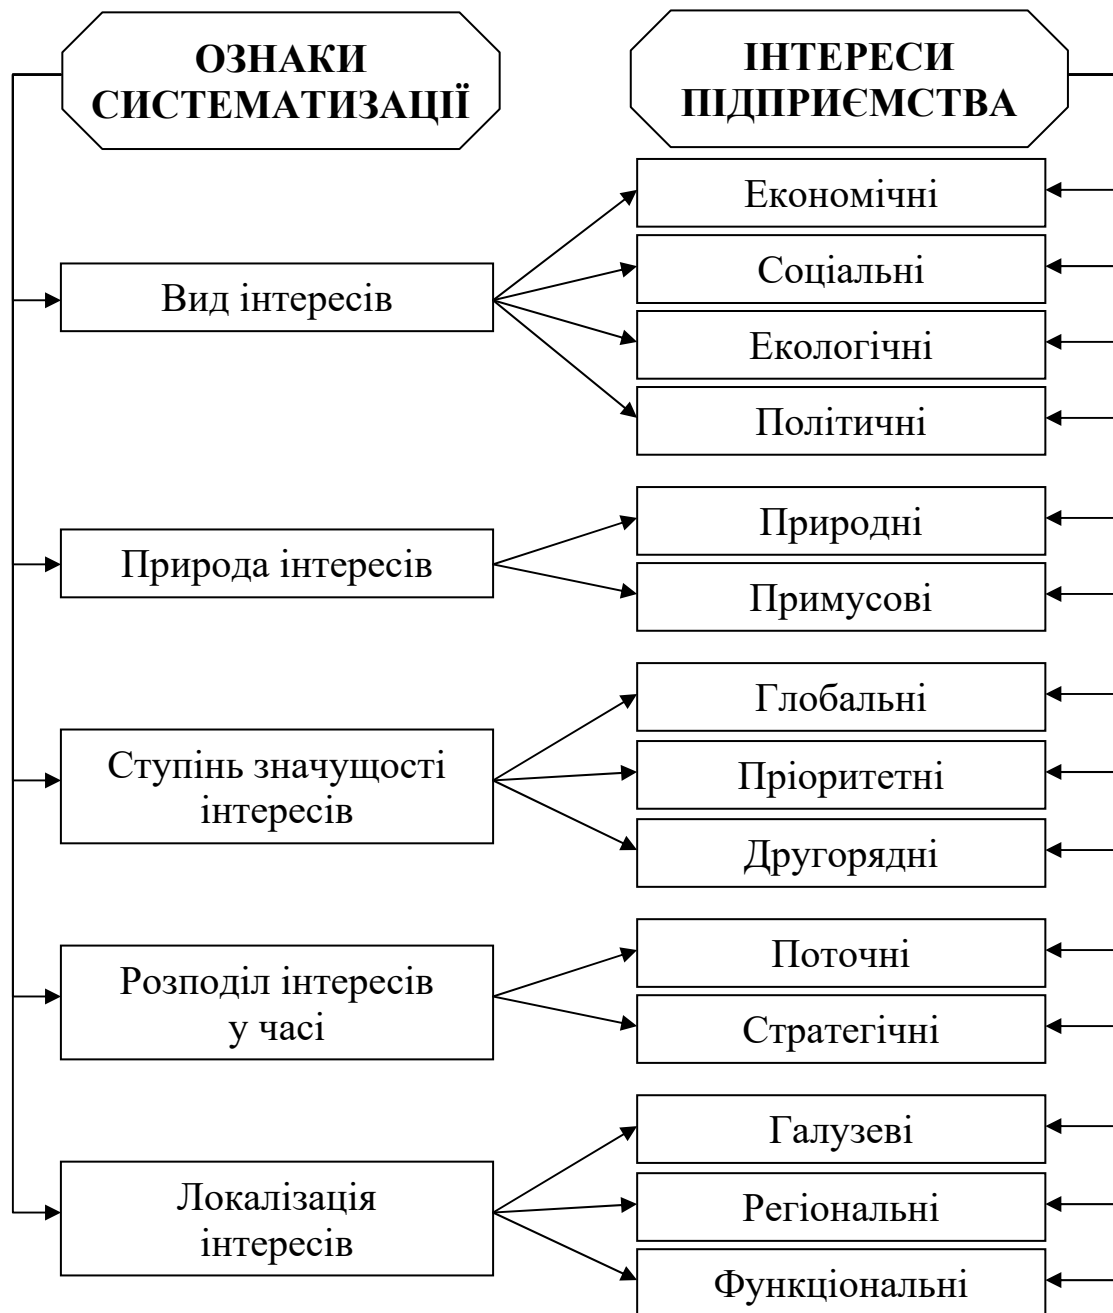 ОЗНАКИ
СИСТЕМАТИЗАЦІЇ
ІНТЕРЕСИ
ПІДПРИЄМСТВА
Вид інтересів
Економічні
Соціальні
Екологічні
Політичні
Природа інтересів
Природні
Примусові
Ступінь значущості
інтересів
Глобальні
Пріоритетні
Другорядні
Розподіл інтересів
у часі
Поточні
Стратегічні
Локалізація
інтересів
Галузеві
Регіональні
Функціональні